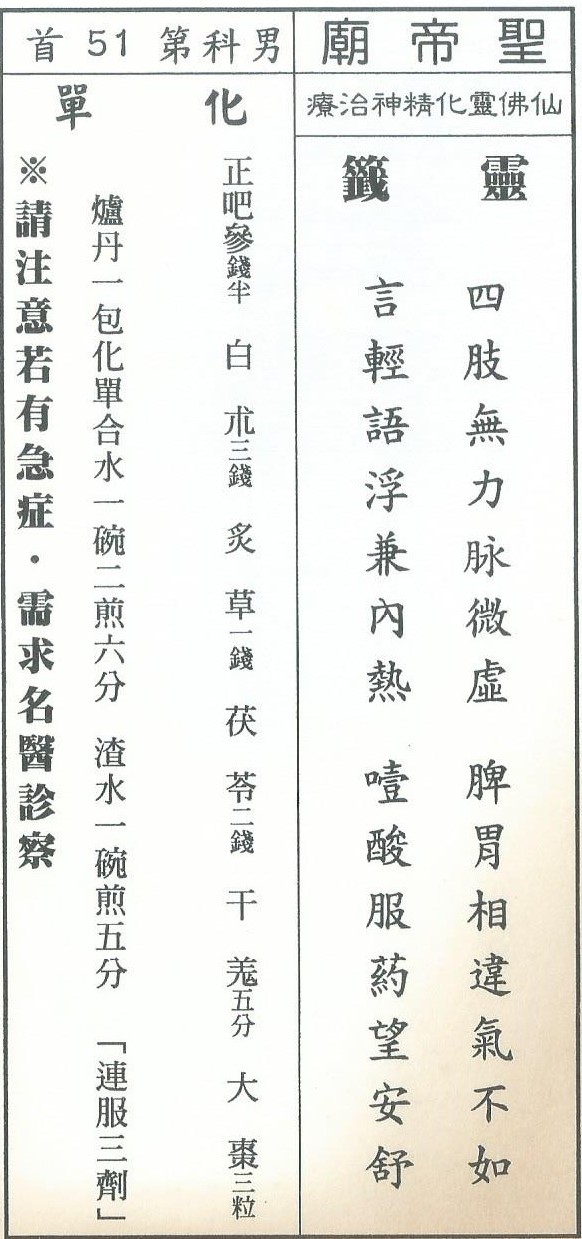 聖帝廟
仙佛靈化精神治療
靈籤
四肢無力脉微虛 脾胃相違氣不如
言輕語浮兼內熱 噎酸服葯望安舒
男科第51首
化單
正吧參錢半 白朮三錢 炙草一錢 茯苓二錢 干羗五分 大棗三粒
爐丹一包化單合水一碗二煎六分 渣水一碗煎五分 「連服三劑」
※請注意若有急症．需求名醫診察